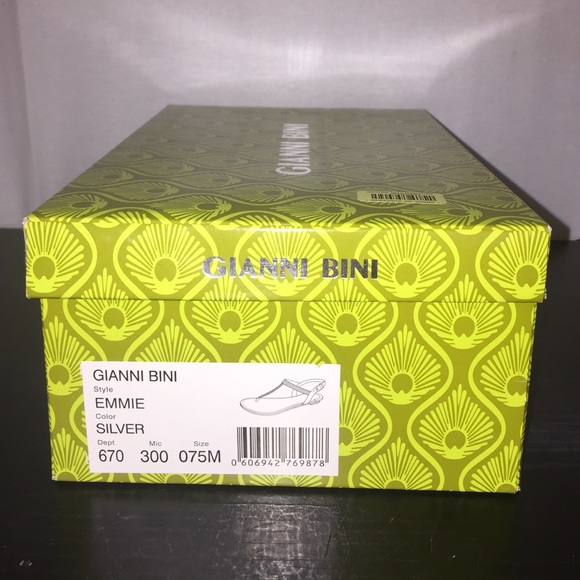 GIANNI BINI
GIANNI BINI
GIANNI BINI
Style
EMMIE
Color
SILVER
Dept Mic Size
670 300 075M
0 606942 769878